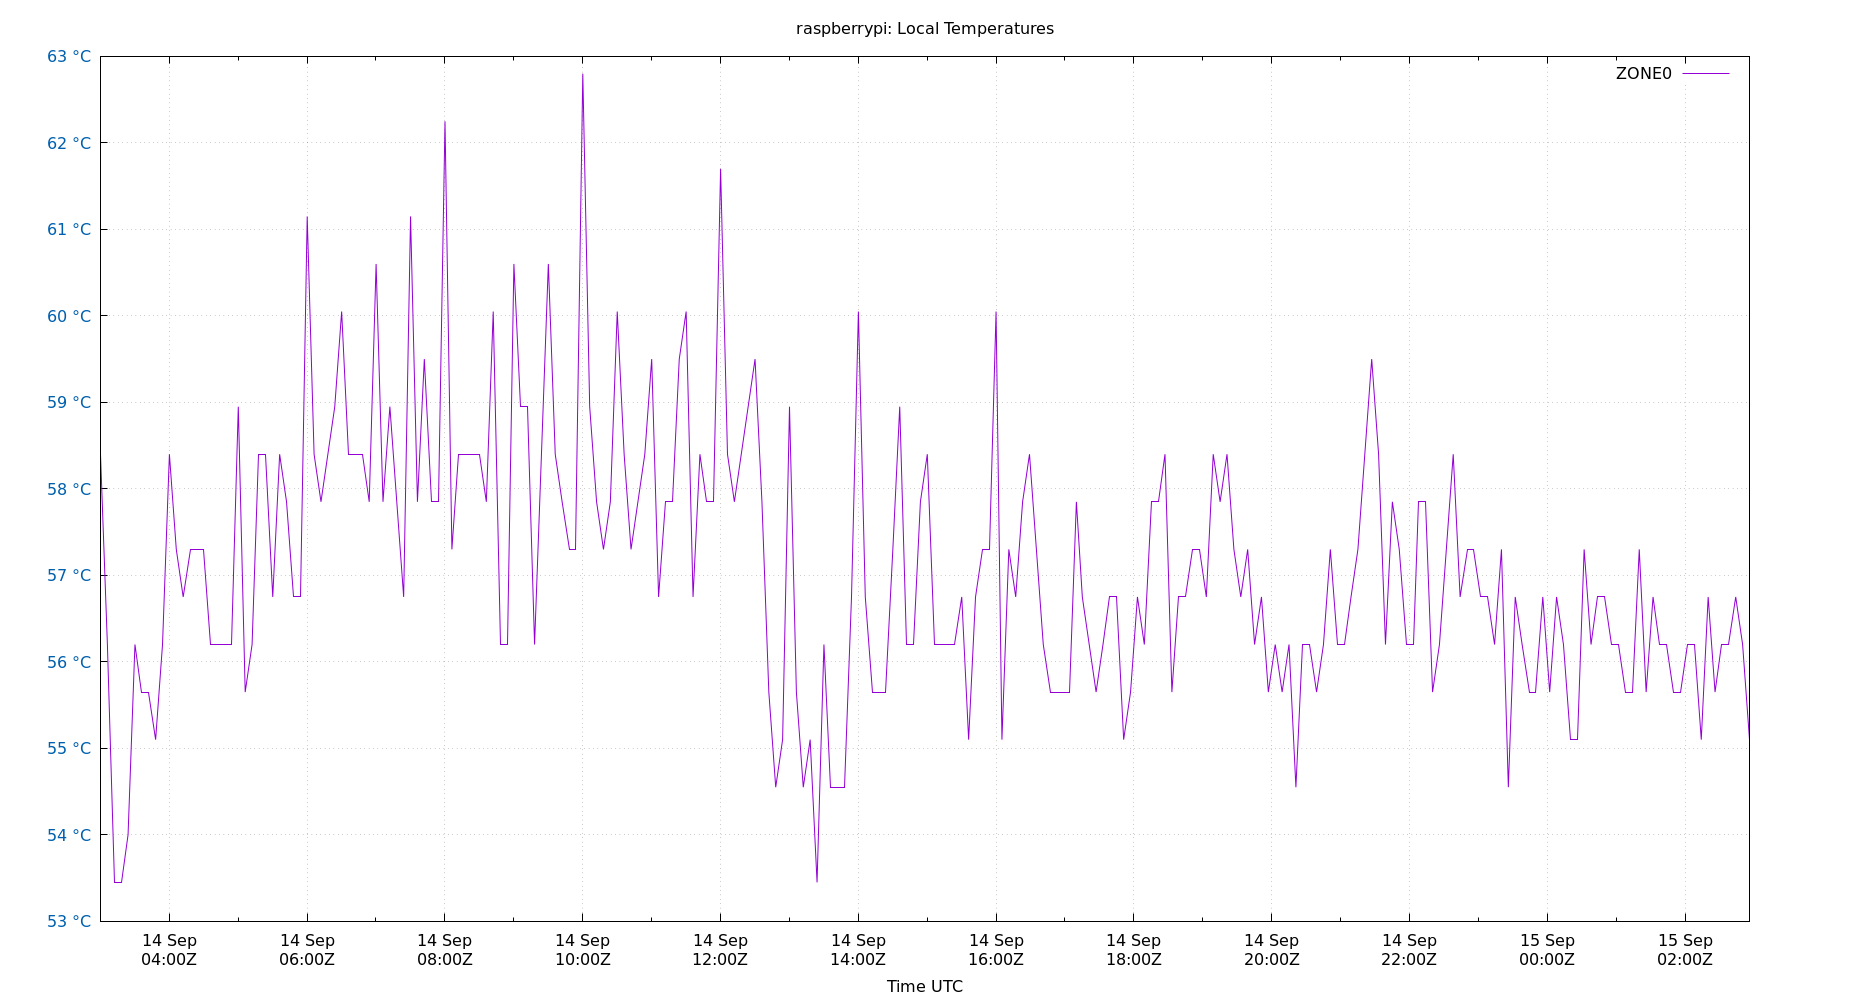 raspberrypi: Local Temperatures
63 °C
ZONE0
62 °C
61 °C
60 °C
59 °C
58 °C
57 °C
56 °C
55 °C
54 °C
53 °C
14 Sep 14 Sep 14 Sep 14 Sep 14 Sep 14 Sep 14 Sep 14 Sep 14 Sep 14 Sep 15 Sep 15 Sep
04:00Z 06:00Z 08:00Z 10:00Z 12:00Z 14:00Z 16:00Z 18:00Z 20:00Z 22:00Z 00:00Z 02:00Z
Time UTC